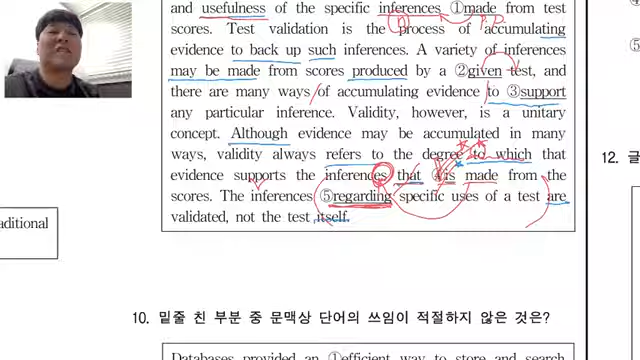 and usefulness of the specific inferences ①made from test
scores. Test validation is the process of accumulating
evidence to back up such inferences. A variety of inferences
may be made from scores produced by a ②given test, and
there are many ways of accumulating evidence to ③support
any particular inference. Validity, however, is a unitary
concept. Although evidence may be accumulated in many
ways, validity always refers to the degree to which that
evidence supports the inferences that ④is made from the
scores. The inferences ⑤regarding specific uses of a test are
validated, not the test itself.
aditional
12. 글
10. 밑줄 친 부분 중 문맥상 단어의 쓰임이 적절하지 않은 것은?
Databases provided an ①efficient way to store and search